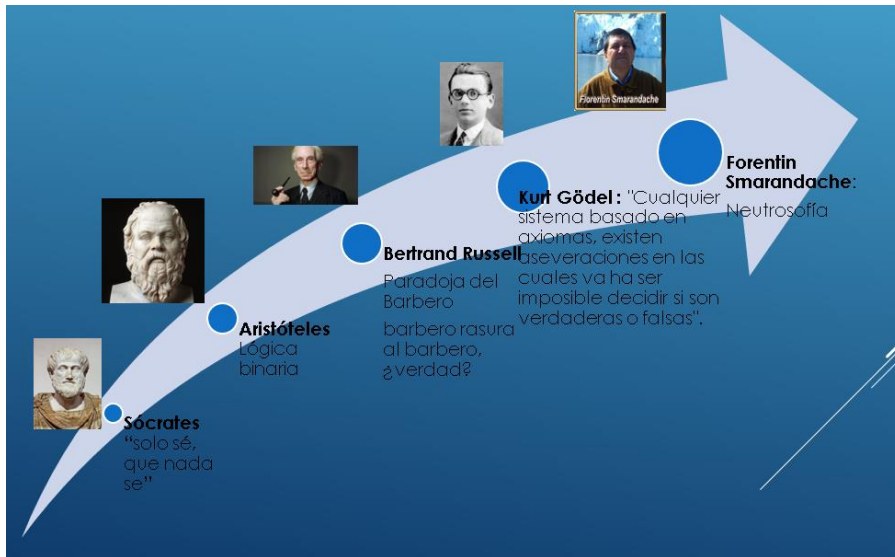 Sócrates
“solo sé,
que nada
se”
Aristóteles
Lógica
binaria
Bertrand Russell
Paradoja del
Barbero
barbero rasura
al barbero,
¿verdad?
Kurt Gödel: "Cualquier
sistema basado en
axiomas, existen
aseveraciones en las
cuales va ha ser
imposible decidir si son
verdaderas o falsas".
Florentin Smarandache
Forentin
Smarandache:
Neutrosofía